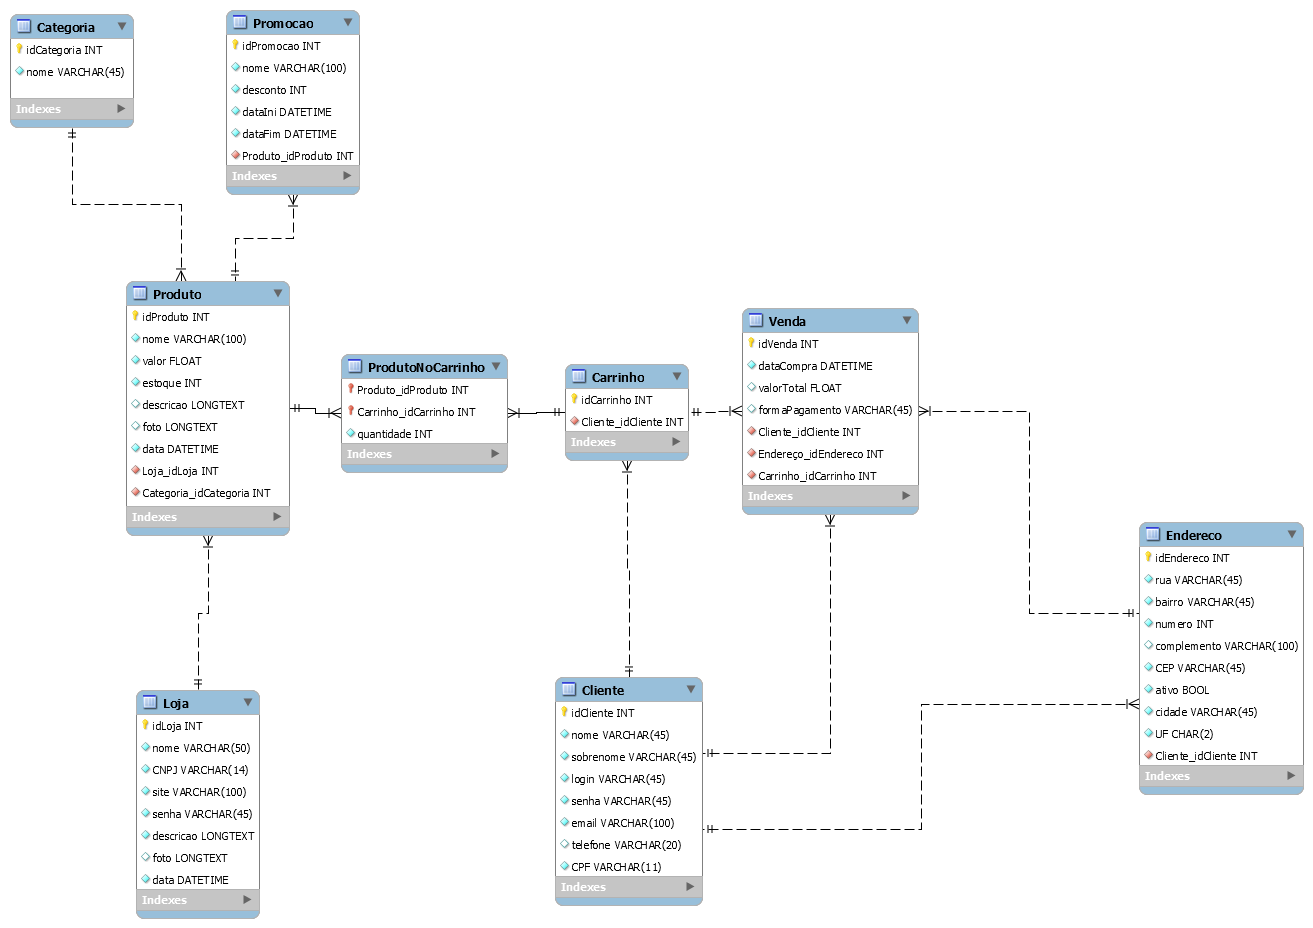 Categoria
idCategoria INT
nome VARCHAR(45)
Indexes
Promocao
idPromocao INT
nome VARCHAR(100)
desconto INT
dataIni DATETIME
dataFim DATETIME
Produto_idProduto INT
Indexes
Produto
idProduto INT
nome VARCHAR(100)
valor FLOAT
estoque INT
descricao LONGTEXT
foto LONGTEXT
data DATETIME
Loja_idLoja INT
Categoria_idCategoria INT
Indexes
ProdutoNoCarrinho
Produto_idProduto INT
Carrinho_idCarrinho INT
quantidade INT
Indexes
Carrinho
idCarrinho INT
Cliente_idCliente INT
Indexes
Venda
idVenda INT
dataCompra DATETIME
valorTotal FLOAT
formaPagamento VARCHAR(45)
Cliente_idCliente INT
Endereço_idEndereco INT
Carrinho_idCarrinho INT
Indexes
Endereco
idEndereco INT
rua VARCHAR(45)
bairro VARCHAR(45)
numero INT
complemento VARCHAR(100)
CEP VARCHAR(45)
ativo BOOL
cidade VARCHAR(45)
UF CHAR(2)
Cliente_idCliente INT
Indexes
Loja
idLoja INT
nome VARCHAR(50)
CNPJ VARCHAR(14)
site VARCHAR(100)
senha VARCHAR(45)
descricao LONGTEXT
foto LONGTEXT
data DATETIME
Indexes
Cliente
idCliente INT
nome VARCHAR(45)
sobrenome VARCHAR(45)
login VARCHAR(45)
senha VARCHAR(45)
email VARCHAR(100)
telefone VARCHAR(20)
CPF VARCHAR(11)
Indexes